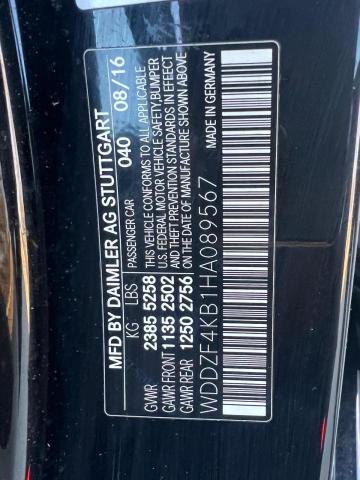 MFD BY DAIMLER AG STUTTGART
040 08/16
KG LBS PASSENGER CAR
GVWR 2385 5258 THIS VEHICLE CONFORMS TO ALL APPLICABLE
U.S. FEDERAL MOTOR VEHICLE SAFETY,BUMPER
GAWR FRONT 1135 2502 AND THEFT PREVENTION STANDARDS IN EFFECT
GAWR REAR 1250 2756 ON THE DATE OF MANUFACTURE SHOWN ABOVE
WDDZF4KB1HA089567 MADE IN GERMANY